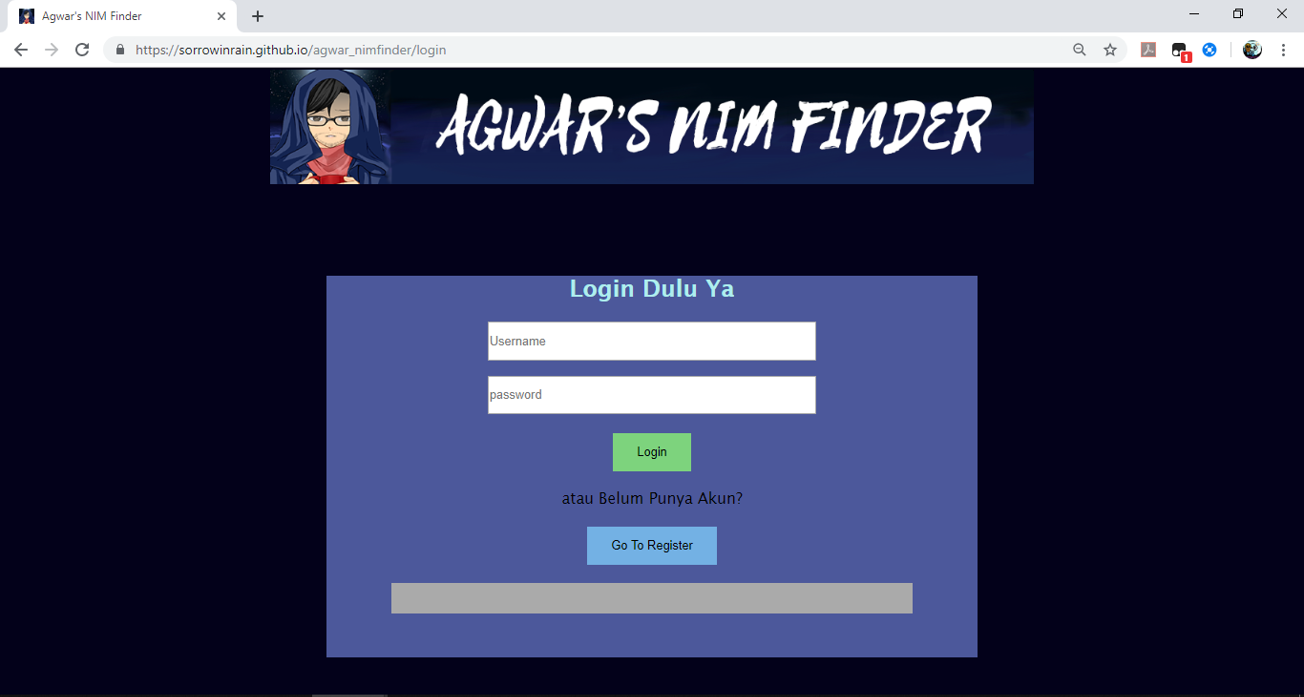 Agwar's NIM Finder
https://sorrowinrain.github.io/agwar_nimfinder/login
1
AGWAR'S NIM FINDER
Login Dulu Ya
Username
password
Login
atau Belum Punya Akun?
Go To Register